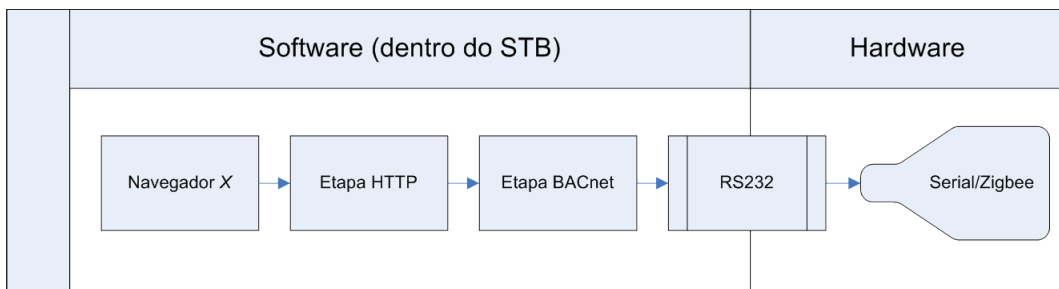 Software (dentro do STB)
Hardware
Navegador X
Etapa HTTP
Etapa BACnet
RS232
Serial/Zigbee